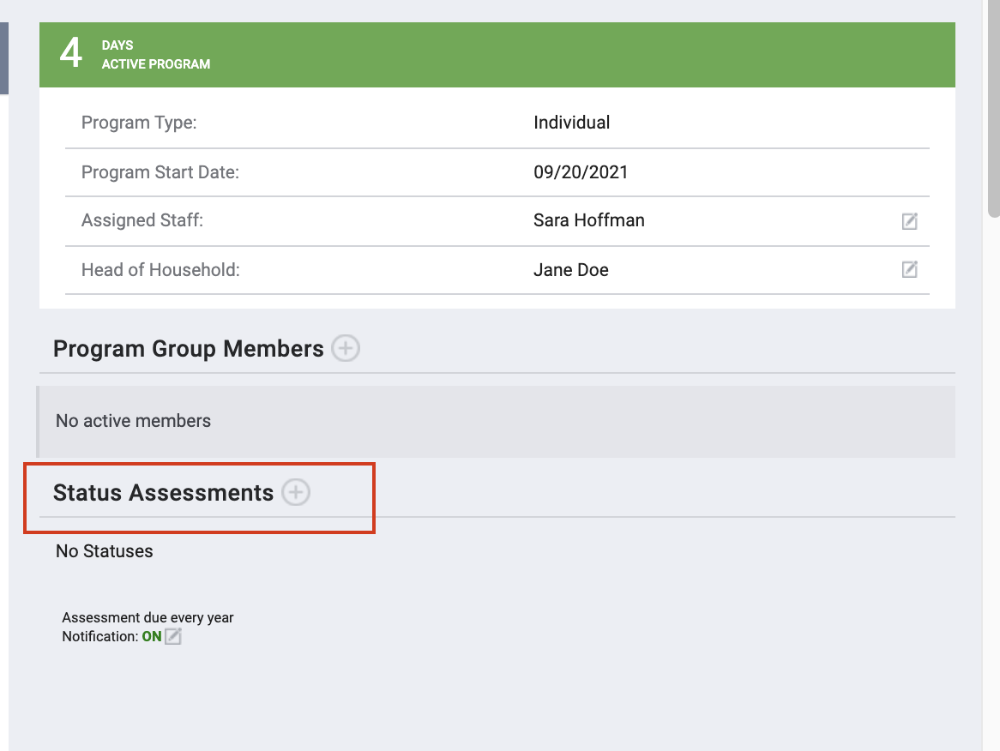 4 DAYS
ACTIVE PROGRAM
Program Type: Individual
Program Start Date: 09/20/2021
Assigned Staff: Sara Hoffman
Head of Household: Jane Doe
Program Group Members
No active members
Status Assessments
No Statuses
Assessment due every year
Notification: ON